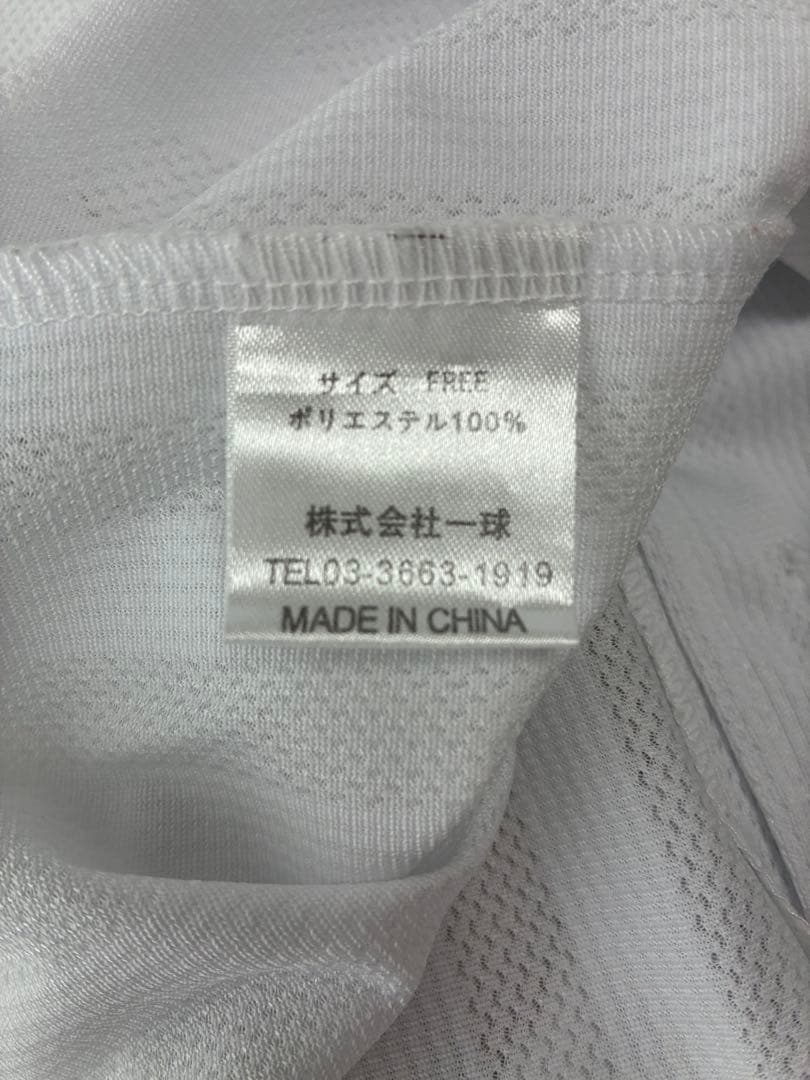 サイズ FREE
ポリエステル100%
株式会社一球
TEL03-3663-1919
MADE IN CHINA